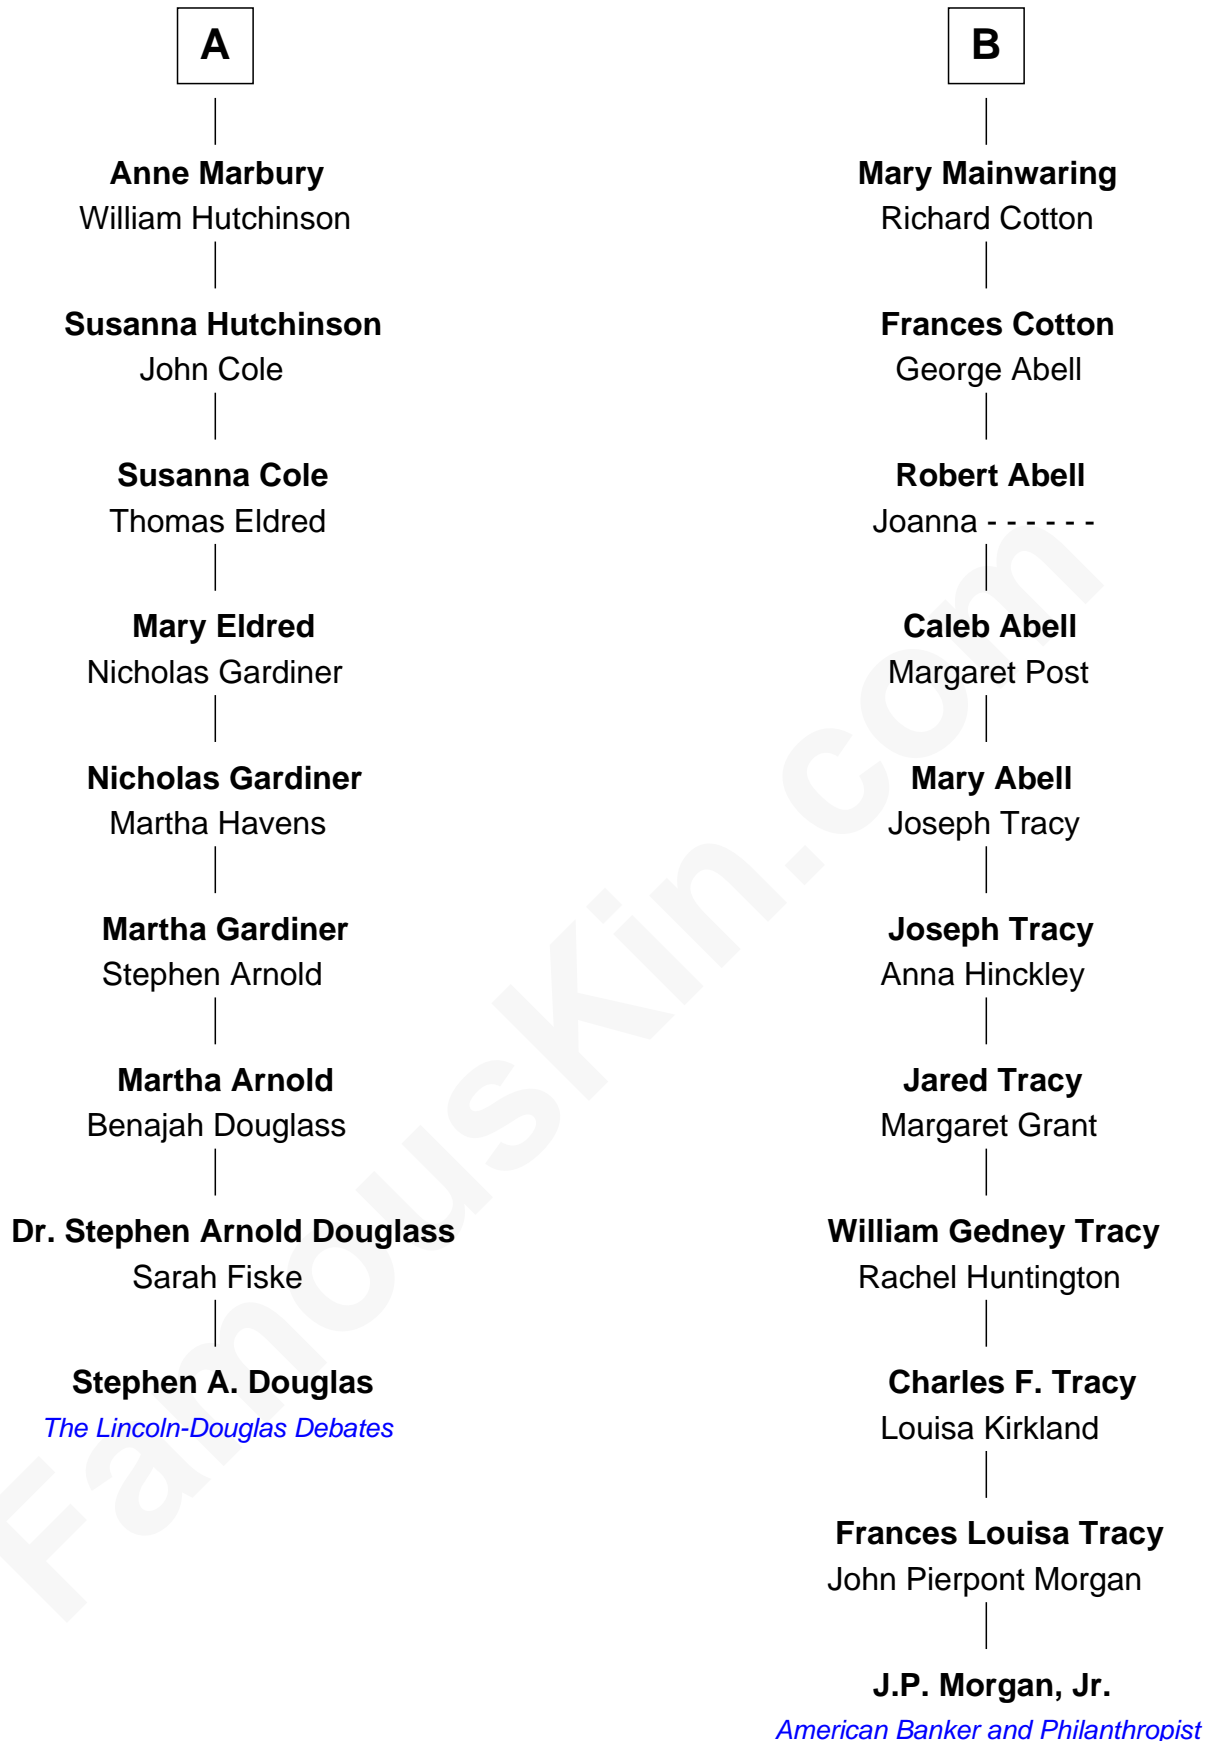 A
Anne Marbury
William Hutchinson
Susanna Hutchinson
John Cole
Susanna Cole
Thomas Eldred
Mary Eldred
Nicholas Gardiner
Nicholas Gardiner
Martha Havens
Martha Gardiner
Stephen Arnold
Martha Arnold
Benajah Douglass
Dr. Stephen Arnold Douglass
Sarah Fiske
Stephen A. Douglas
The Lincoln-Douglas Debates
B
Mary Mainwaring
Richard Cotton
Frances Cotton
George Abell
Robert Abell
Joanna - - - - - -
Caleb Abell
Margaret Post
Mary Abell
Joseph Tracy
Joseph Tracy
Anna Hinckley
Jared Tracy
Margaret Grant
William Gedney Tracy
Rachel Huntington
Charles F. Tracy
Louisa Kirkland
Frances Louisa Tracy
John Pierpont Morgan
J.P. Morgan, Jr.
American Banker and Philanthropist
FamousKin.com